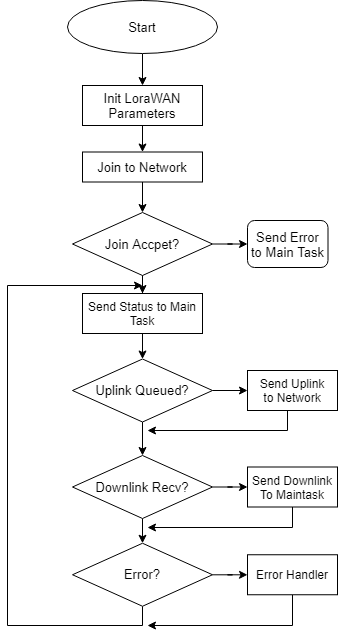 Start
Init LoraWAN
Parameters
Join to Network
Join Accpet?
Send Error
to Main Task
Send Status to Main
Task
Uplink Queued?
Send Uplink
to Network
Downlink Recv?
Send Downlink
To Maintask
Error?
Error Handler